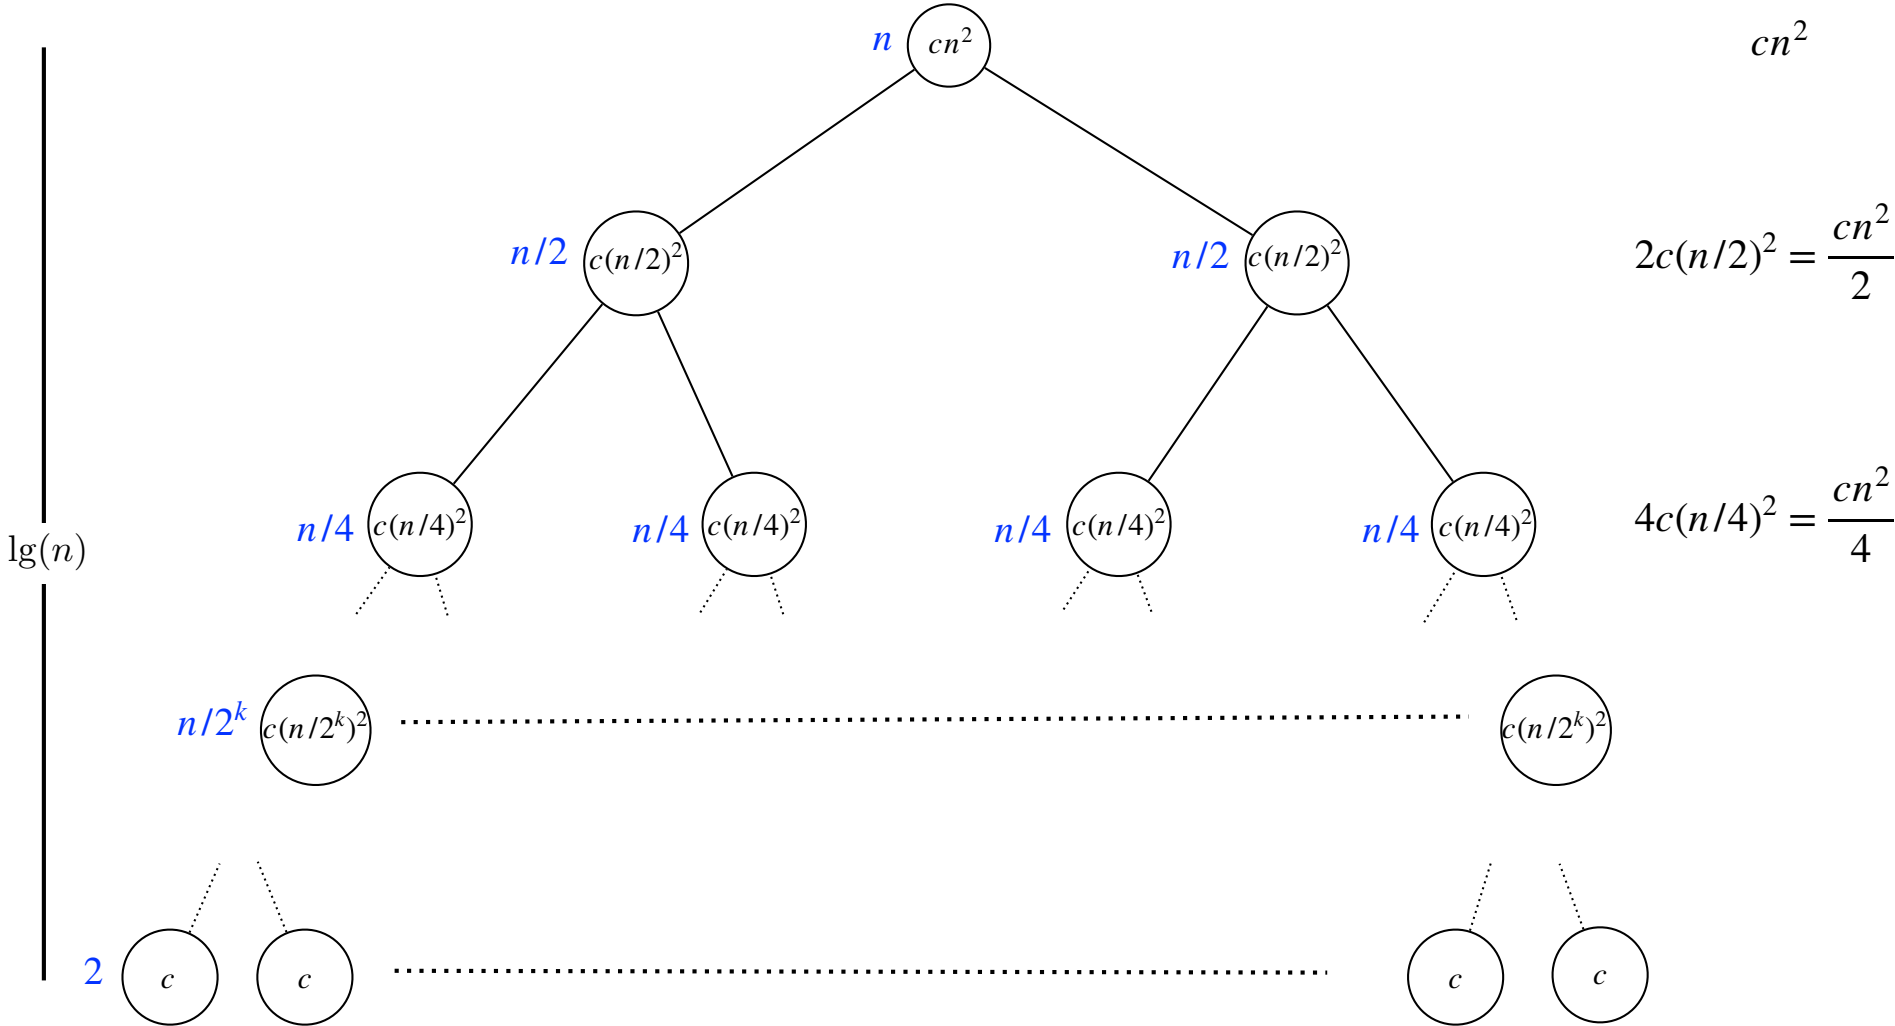 n cn² cn²
n/2 c(n/2)² n/2 c(n/2)² 2c(n/2)² = cn²/2
n/4 c(n/4)² n/4 c(n/4)² n/4 c(n/4)² n/4 c(n/4)² 4c(n/4)² = cn²/4
lg(n)
n/2ᵏ c(n/2ᵏ)² c(n/2ᵏ)²
2 c c c c